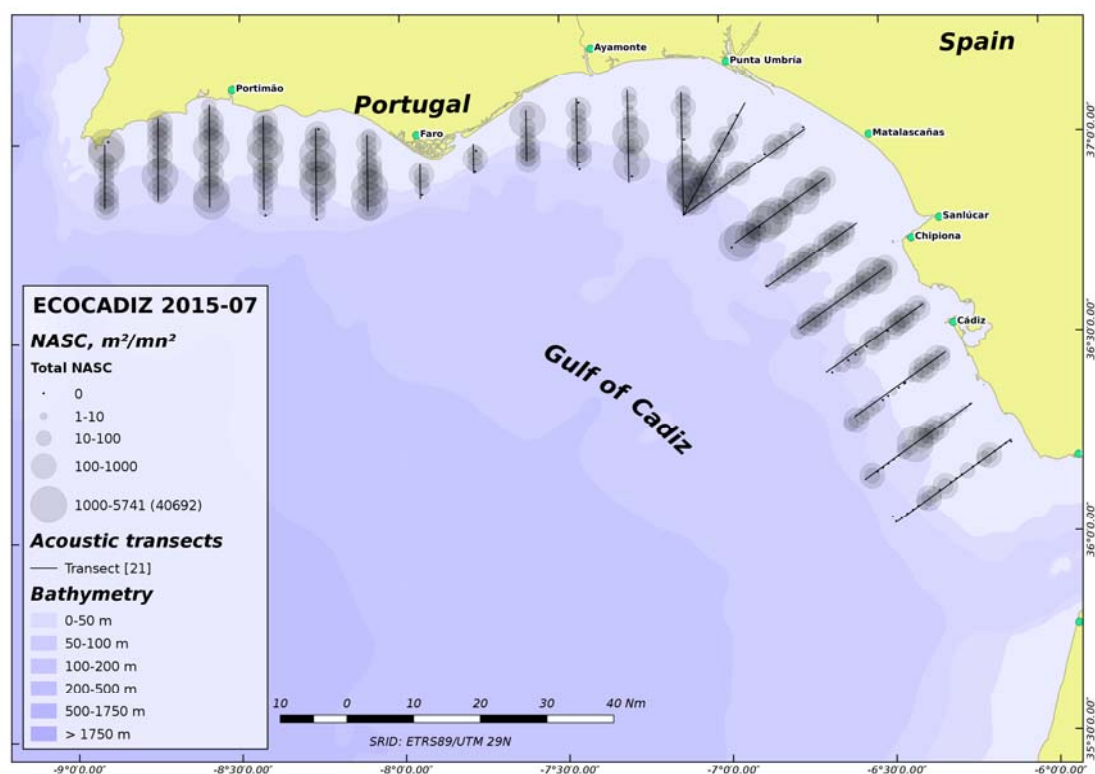 Spain
Ayamonte
Punta Umbría
Portimão
Portugal
Faro
Matalascañas
Sanlúcar
Chipiona
Cádiz
Gulf of Cadiz
ECOCADIZ 2015-07
NASC, m²/mn²
Total NASC
0
1-10
10-100
100-1000
1000-5741 (40692)
Acoustic transects
Transect [21]
Bathymetry
0-50 m
50-100 m
100-200 m
200-500 m
500-1750 m
> 1750 m
10 0 10 20 30 40 Nm
SRID: ETRS89/UTM 29N
37°0'0.00"
36°30'0.00"
36°0'0.00"
35°30'0.00"
-9°0'0.00" -8°30'0.00" -8°0'0.00" -7°30'0.00" -7°0'0.00" -6°30'0.00" -6°0'0.00"